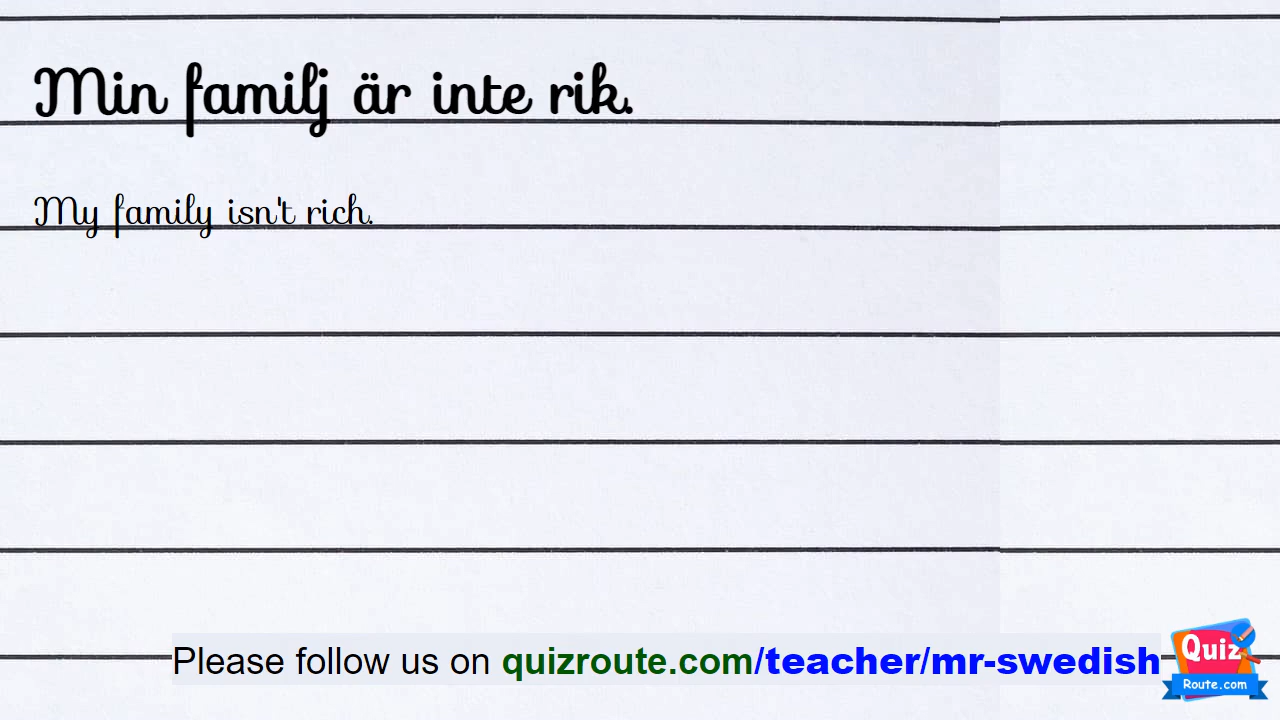 Min familj är inte rik.
My family isn't rich.
Please follow us on quizroute.com/teacher/mr-swedish
Quiz
Route.com